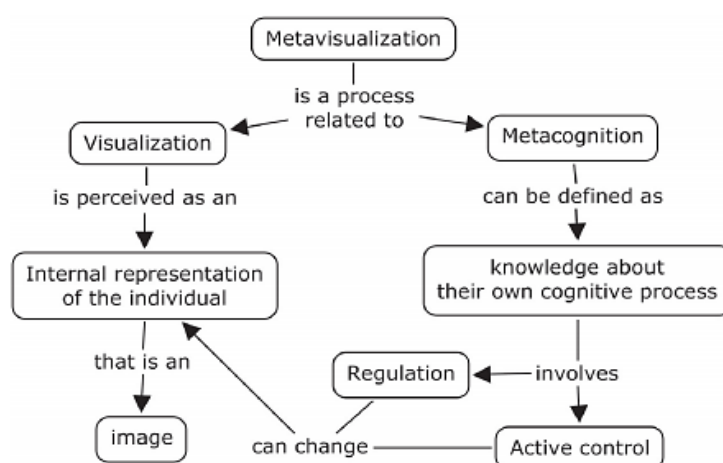 Metavisualization
is a process
related to
Visualization
Metacognition
is perceived as an
can be defined as
Internal representation
of the individual
knowledge about
their own cognitive process
that is an
Regulation
involves
image
can change
Active control